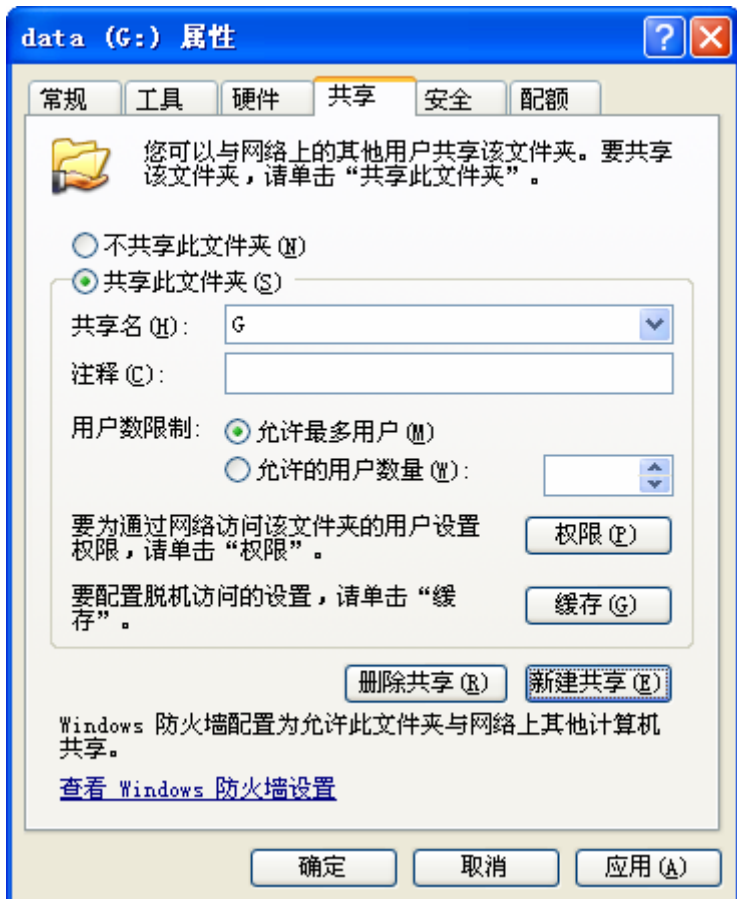 data (G:) 属性
常规 工具 硬件 共享 安全 配额
您可以与网络上的其他用户共享该文件夹。要共享
该文件夹，请单击“共享此文件夹”。
不共享此文件夹(N)
共享此文件夹(S)
共享名(H): G
注释(C):
用户数限制: 允许最多用户(M)
允许的用户数量(W):
要为通过网络访问该文件夹的用户设置
权限，请单击“权限”。
权限(P)
要配置脱机访问的设置，请单击“缓
存”。
缓存(G)
删除共享(R) 新建共享(E)
Windows 防火墙配置为允许此文件夹与网络上其他计算机
共享。
查看 Windows 防火墙设置
确定 取消 应用(A)